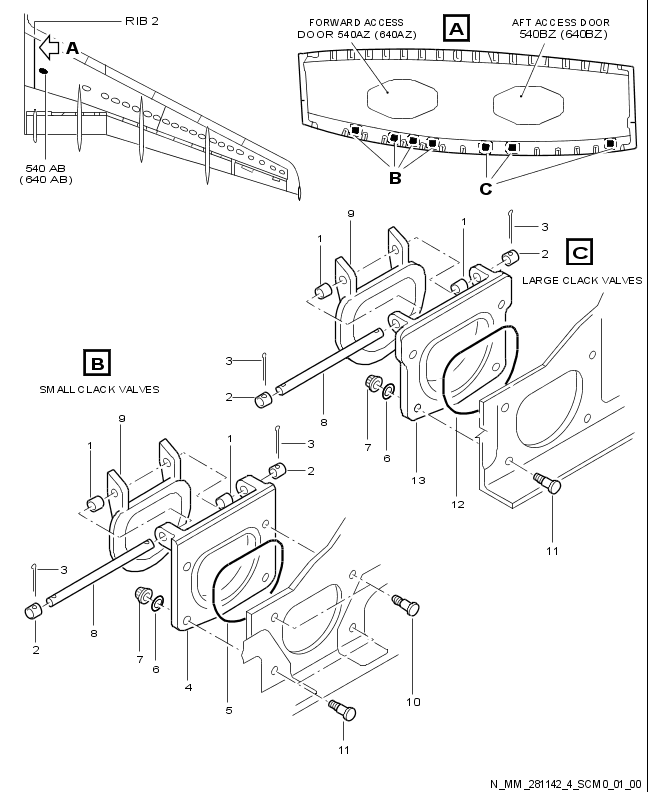 RIB 2
A
540 AB
(640 AB)
A
FORWARD ACCESS
DOOR 540AZ (640AZ)
AFT ACCESS DOOR
540BZ (640BZ)
B
C
C
LARGE CLACK VALVES
9
1
1
3
2
3
2
8
7
6
13
12
11
B
SMALL CLACK VALVES
9
1
1
3
2
3
2
8
7
6
4
5
10
11
N_MM_281142_4_SCM0_01_00